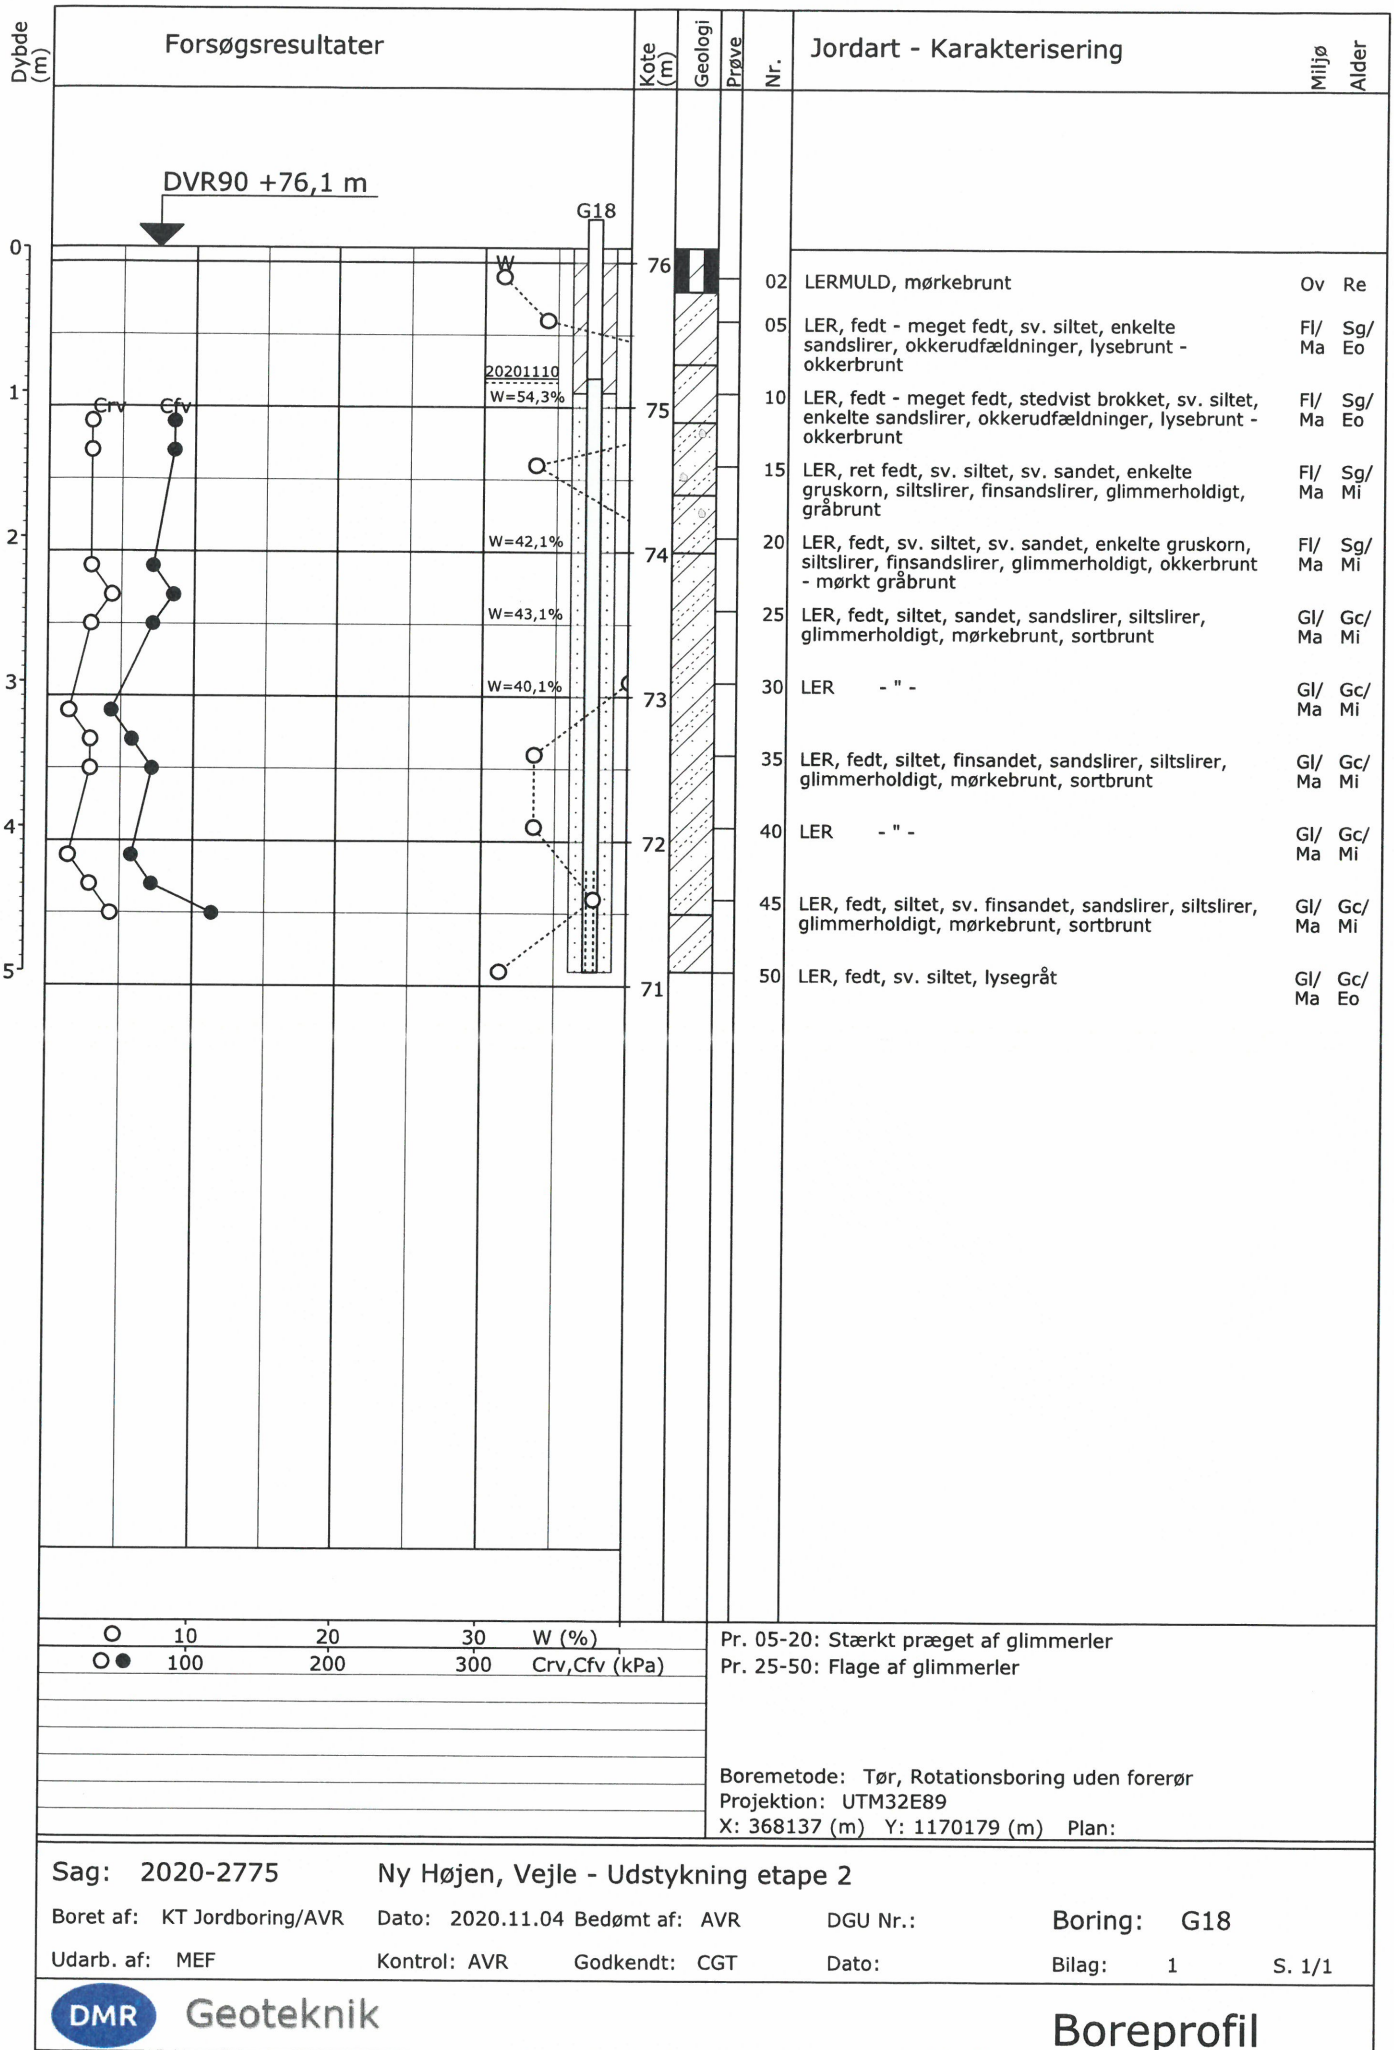 Dybde (m)
Forsøgsresultater
Kote (m)
Geologi
Prøve
Nr.
Jordart - Karakterisering
Miljø
Alder
DVR90 +76,1 m
G18
0
W
76
02 LERMULD, mørkebrunt Ov Re
05 LER, fedt - meget fedt, sv. siltet, enkelte Fl/ Sg/
sandslirer, okkerudfældninger, lysebrunt - Ma Eo
okkerbrunt
20201110
1
W=54,3%
Crv Cfv
75
10 LER, fedt - meget fedt, stedvist brokket, sv. siltet, Fl/ Sg/
enkelte sandslirer, okkerudfældninger, lysebrunt - Ma Eo
okkerbrunt
15 LER, ret fedt, sv. siltet, sv. sandet, enkelte Fl/ Sg/
gruskorn, siltslirer, finsandslirer, glimmerholdigt, Ma Mi
gråbrunt
2
W=42,1%
74
20 LER, fedt, sv. siltet, sv. sandet, enkelte gruskorn, Fl/ Sg/
siltslirer, finsandslirer, glimmerholdigt, okkerbrunt Ma Mi
- mørkt gråbrunt
W=43,1%
25 LER, fedt, siltet, sandet, sandslirer, siltslirer, Gl/ Gc/
glimmerholdigt, mørkebrunt, sortbrunt Ma Mi
3
W=40,1%
73
30 LER - " - Gl/ Gc/
Ma Mi
35 LER, fedt, siltet, finsandet, sandslirer, siltslirer, Gl/ Gc/
glimmerholdigt, mørkebrunt, sortbrunt Ma Mi
4
72
40 LER - " - Gl/ Gc/
Ma Mi
45 LER, fedt, siltet, sv. finsandet, sandslirer, siltslirer, Gl/ Gc/
glimmerholdigt, mørkebrunt, sortbrunt Ma Mi
5
71
50 LER, fedt, sv. siltet, lysegråt Gl/ Gc/
Ma Eo
10 20 30 W (%)
100 200 300 Crv,Cfv (kPa)
Pr. 05-20: Stærkt præget af glimmerler
Pr. 25-50: Flage af glimmerler
Boremetode: Tør, Rotationsboring uden forerør
Projektion: UTM32E89
X: 368137 (m) Y: 1170179 (m) Plan:
Sag: 2020-2775 Ny Højen, Vejle - Udstykning etape 2
Boret af: KT Jordboring/AVR Dato: 2020.11.04 Bedømt af: AVR DGU Nr.: Boring: G18
Udarb. af: MEF Kontrol: AVR Godkendt: CGT Dato: Bilag: 1 S. 1/1
DMR Geoteknik
Boreprofil